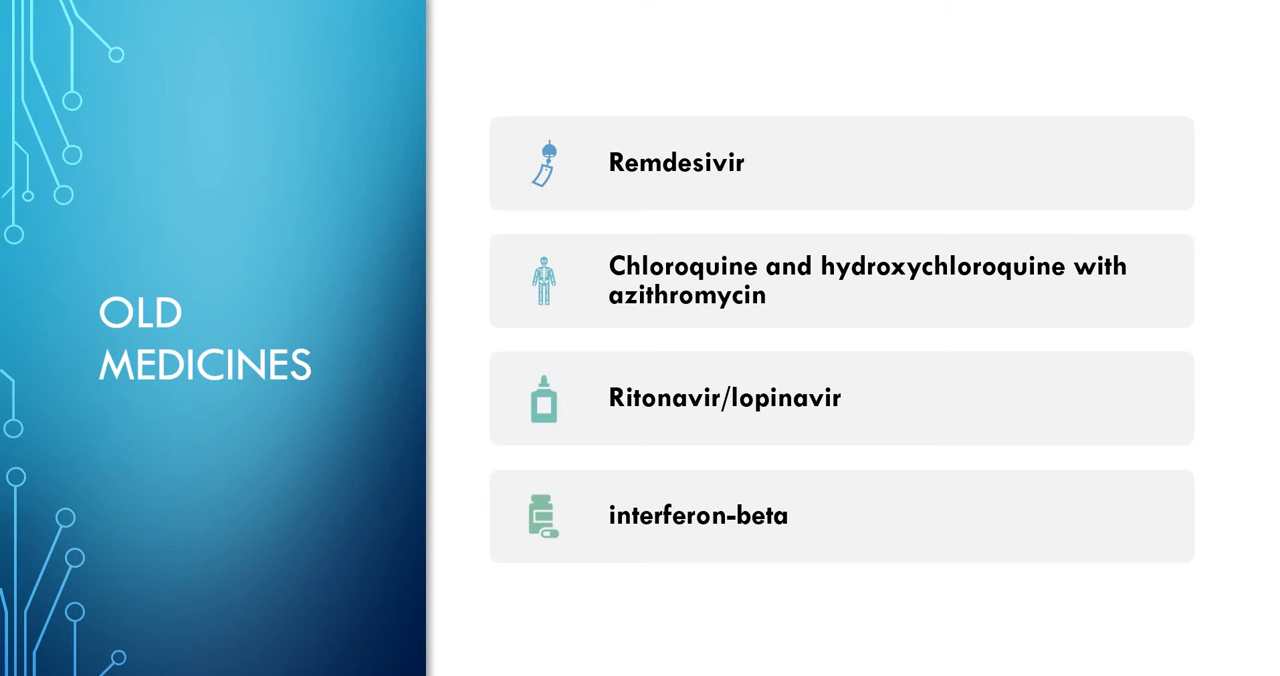 OLD
MEDICINES
Remdesivir
Chloroquine and hydroxychloroquine with
azithromycin
Ritonavir/lopinavir
interferon-beta